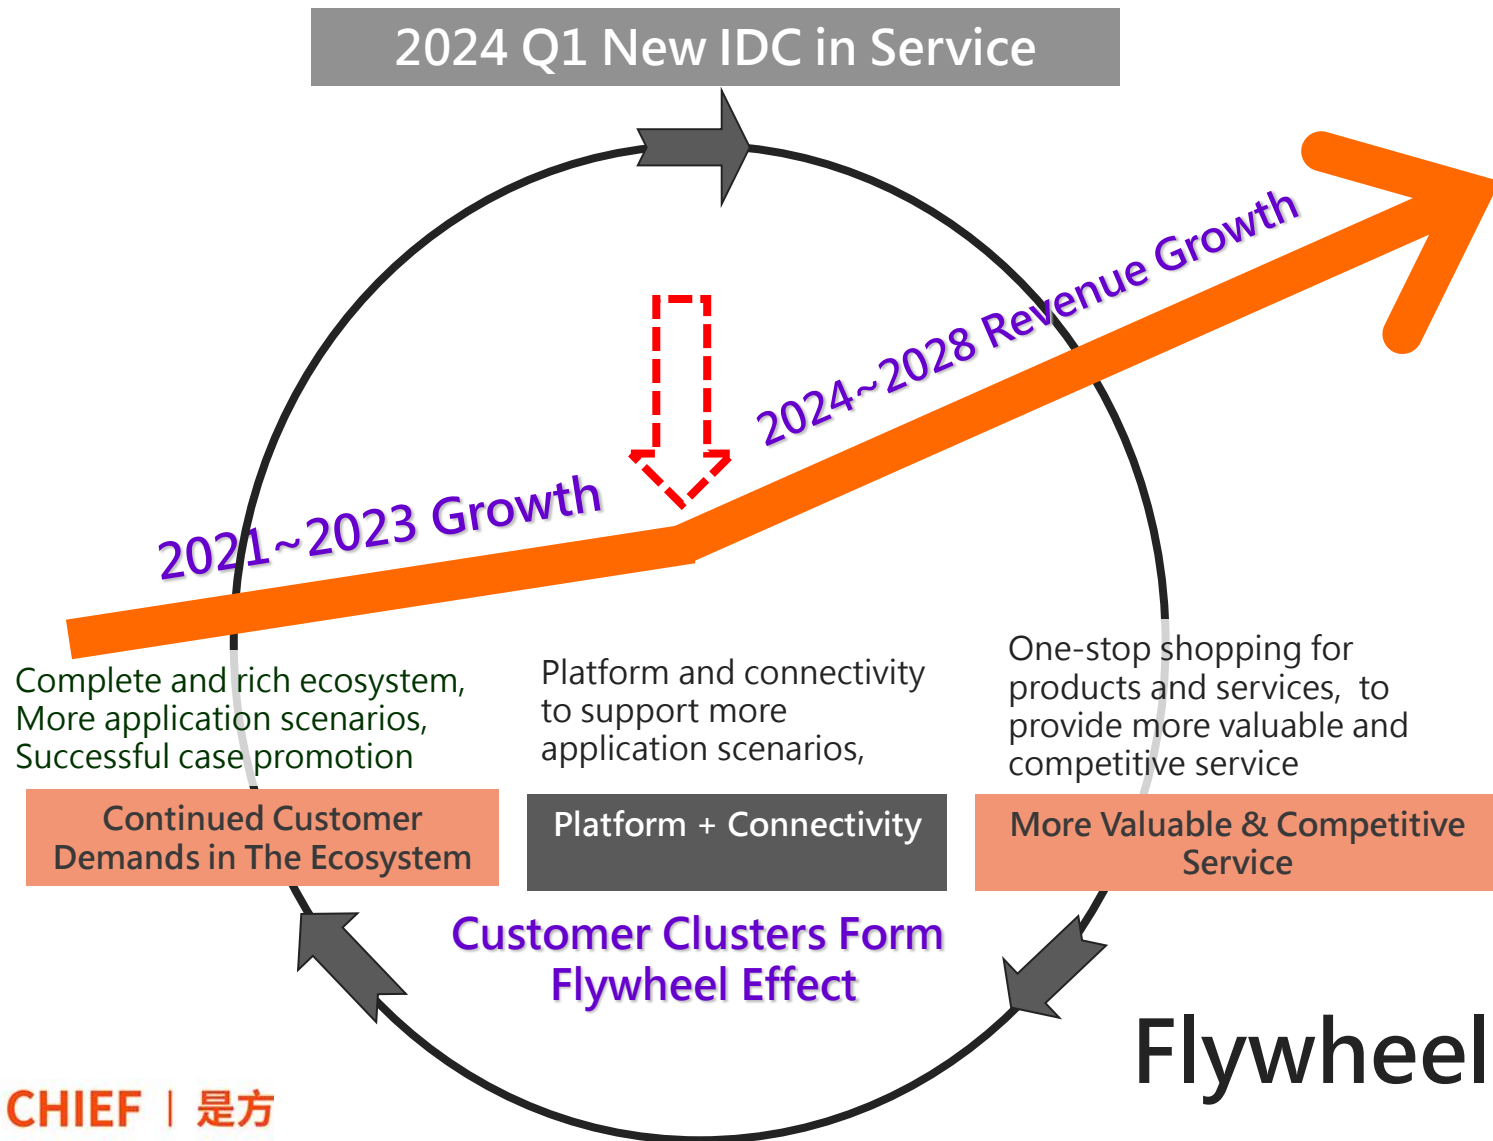 2024 Q1 New IDC in Service
2024~2028 Revenue Growth
2021~2023 Growth
Complete and rich ecosystem,
More application scenarios,
Successful case promotion
Continued Customer
Demands in The Ecosystem
Platform and connectivity
to support more
application scenarios,
Platform + Connectivity
One-stop shopping for
products and services, to
provide more valuable and
competitive service
More Valuable & Competitive
Service
Customer Clusters Form
Flywheel Effect
Flywheel
CHIEF | 是方